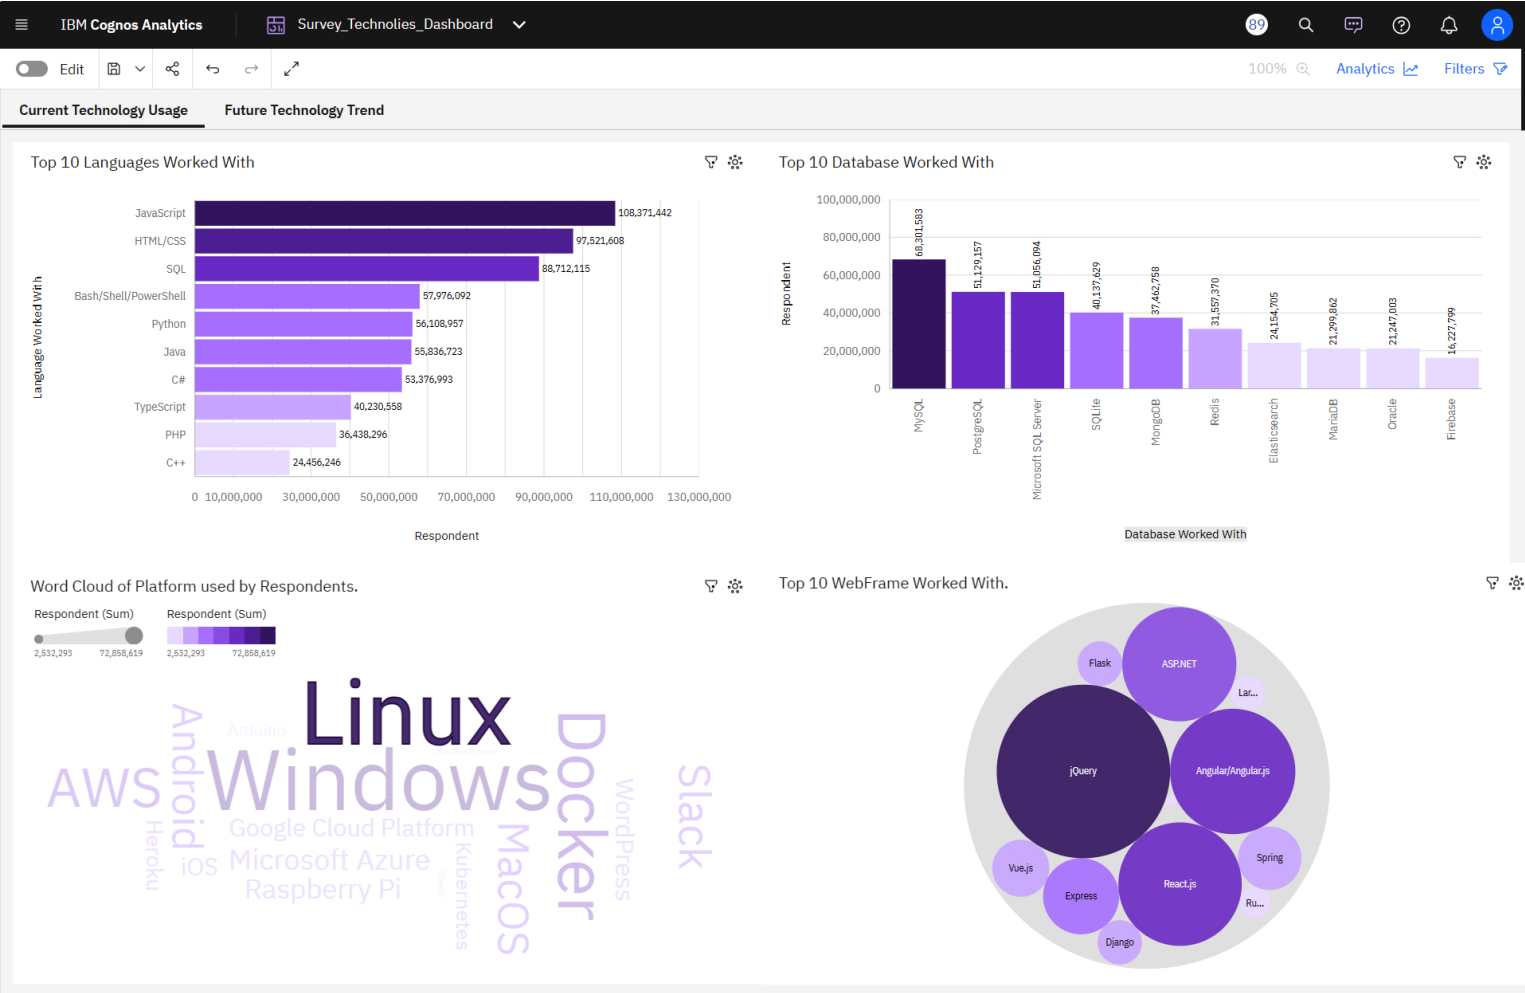 IBM Cognos Analytics
Survey_Technolies_Dashboard
89
Edit
100%
Analytics
Filters
Current Technology Usage
Future Technology Trend
Top 10 Languages Worked With
Language Worked With
JavaScript 108,371,442
HTML/CSS 97,521,608
SQL 88,712,115
Bash/Shell/PowerShell 57,976,092
Python 56,108,957
Java 55,836,723
C# 53,376,993
TypeScript 40,230,558
PHP 36,438,296
C++ 24,456,246
0 10,000,000 30,000,000 50,000,000 70,000,000 90,000,000 110,000,000 130,000,000
Respondent
Top 10 Database Worked With
Respondent
100,000,000
80,000,000
60,000,000
40,000,000
20,000,000
0
68,301,583
51,129,157
51,056,094
40,137,629
37,462,758
31,557,370
24,154,705
21,299,862
21,247,003
16,227,799
MySQL
PostgreSQL
Microsoft SQL Server
SQLite
MongoDB
Redis
Elasticsearch
MariaDB
Oracle
Firebase
Database Worked With
Word Cloud of Platform used by Respondents.
Respondent (Sum)
2,532,293 72,858,619
Respondent (Sum)
2,532,293 72,858,619
Linux
Arduino
Android
Windows
AWS
Docker
Slack
WordPress
Google Cloud Platform
Heroku
iOS
Microsoft Azure
Raspberry Pi
Kubernetes
MacOS
Top 10 WebFrame Worked With.
Flask
ASP.NET
Lar...
jQuery
Angular/Angular.js
Vue.js
Express
React.js
Spring
Ru...
Django